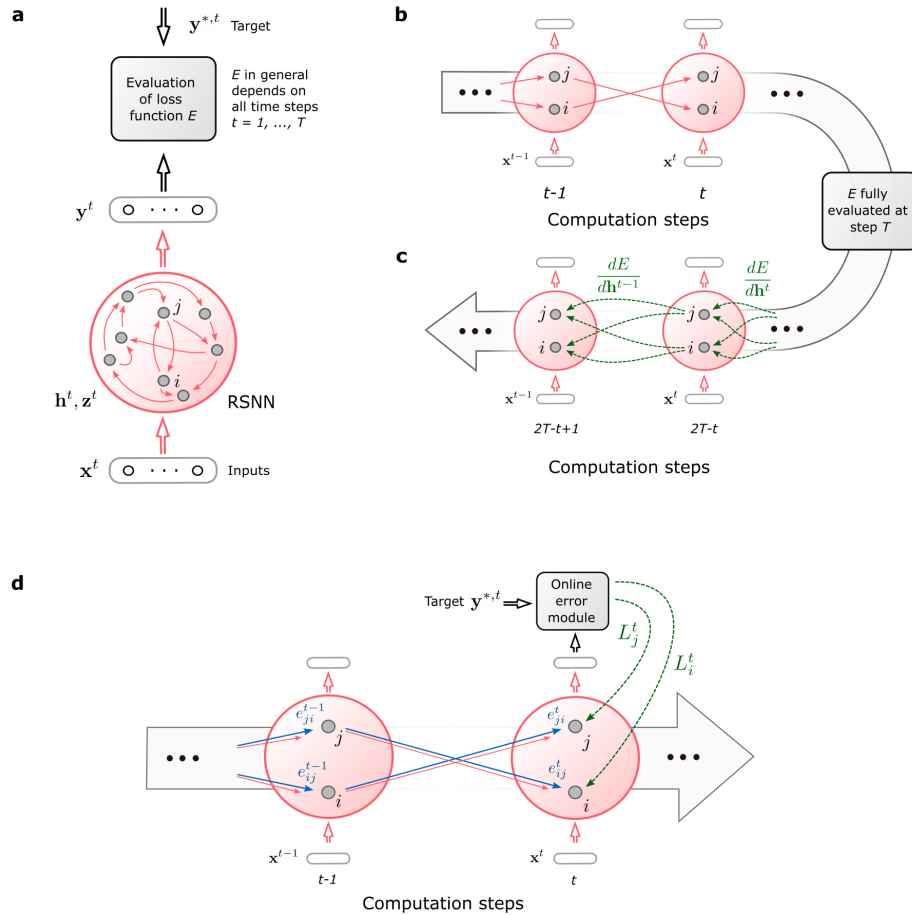 a
y*,t Target
Evaluation
of loss
function E
E in general
depends on
all time steps
t = 1, ..., T
y^t
j
i
h^t, z^t
RSNN
x^t
Inputs
b
j
j
i
i
x^t-1
x^t
t-1
t
Computation steps
E fully
evaluated at
step T
c
dE
dh^t-1
dE
dh^t
j
j
i
i
x^t-1
x^t
2T-t+1
2T-t
Computation steps
d
Target y*,t
Online
error
module
L_j^t
L_i^t
e_ji^t-1
e_ji^t
j
j
e_ij^t-1
e_ij^t
i
i
x^t-1
x^t
t-1
t
Computation steps